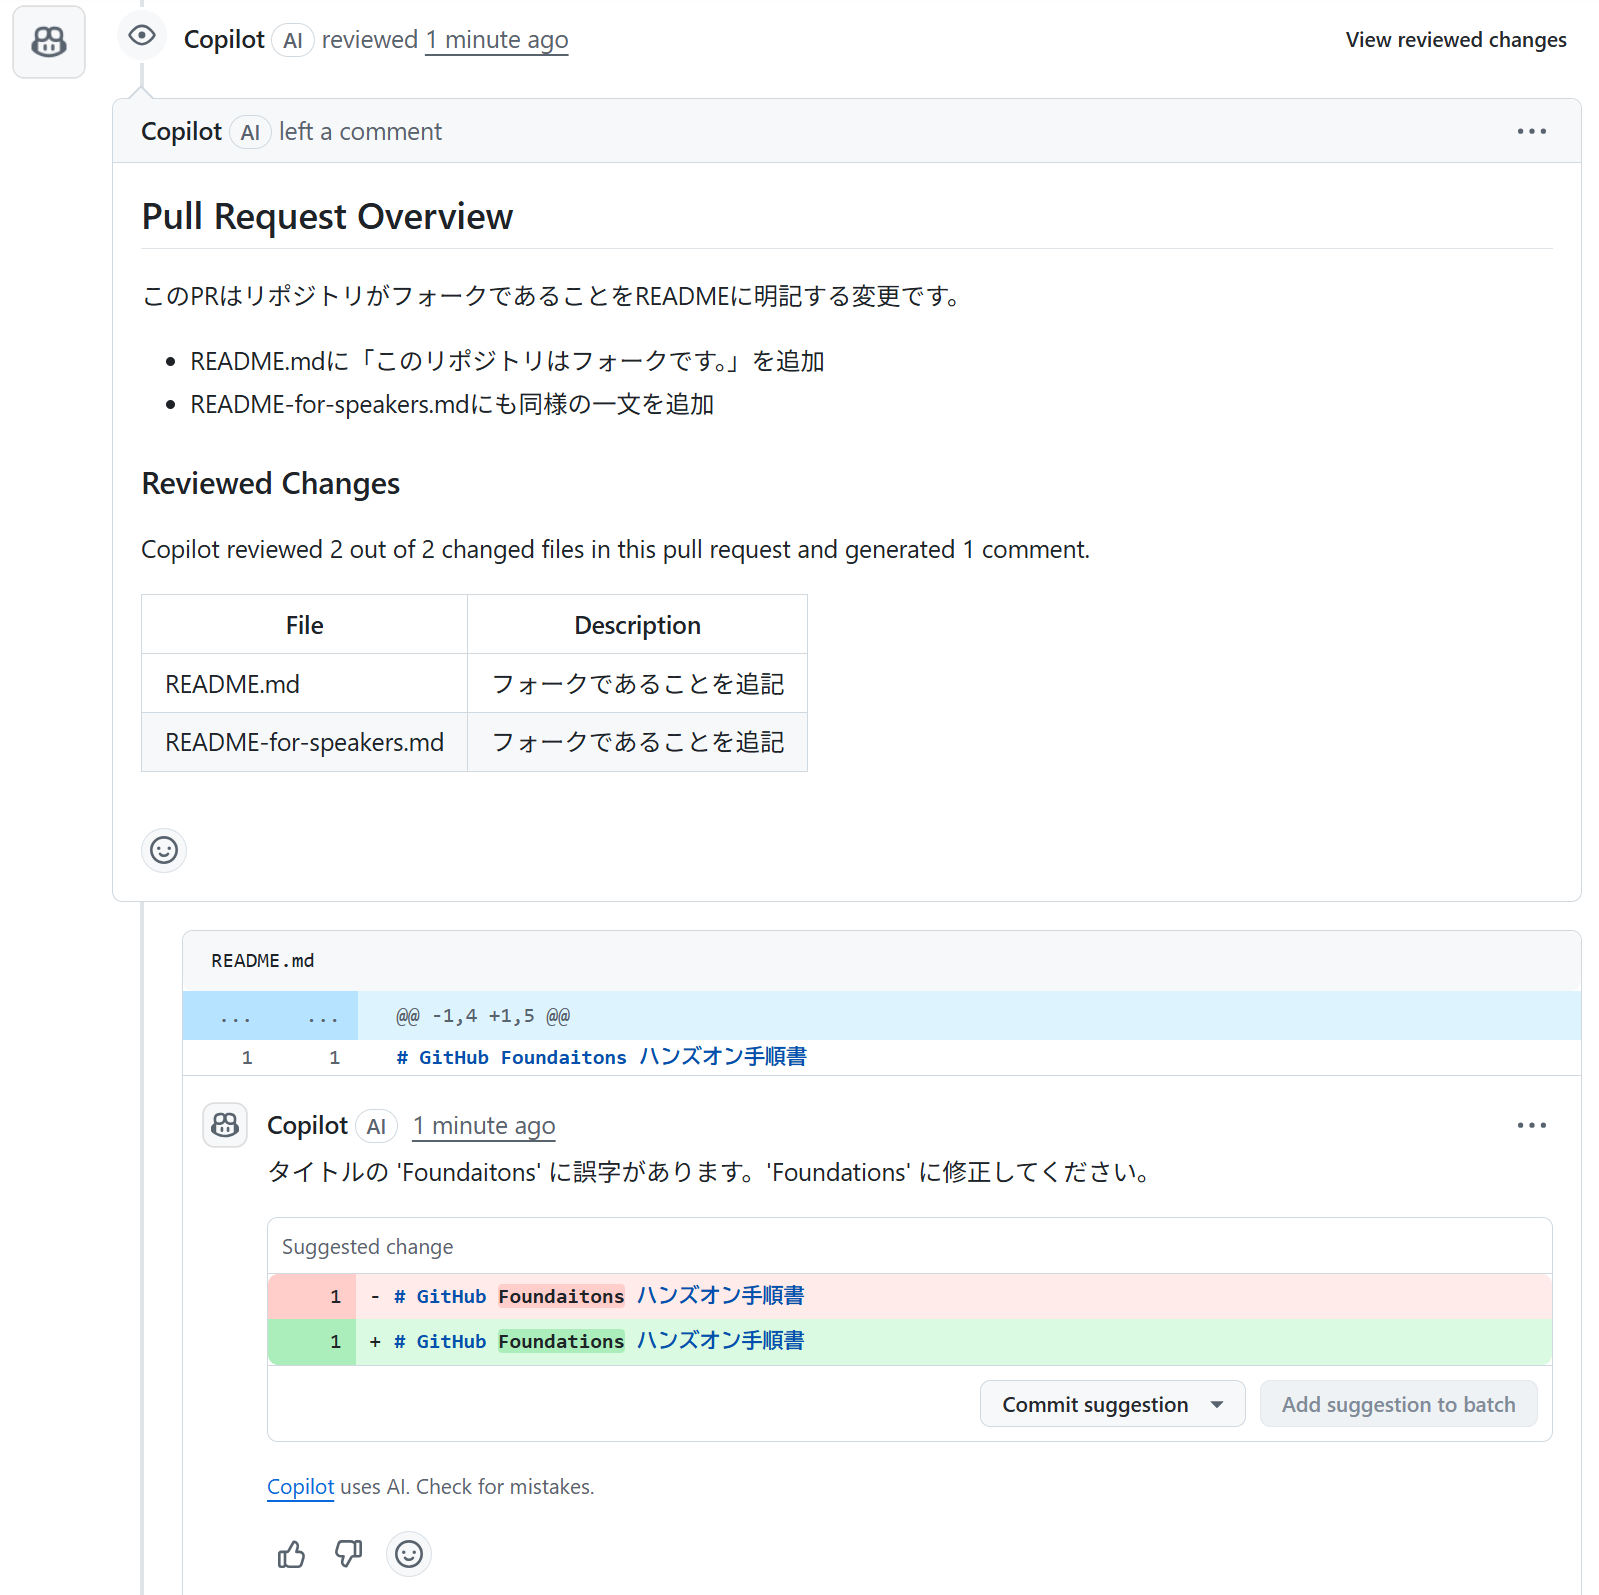 Copilot AI reviewed 1 minute ago
View reviewed changes
Copilot AI left a comment
Pull Request Overview
このPRはリポジトリがフォークであることをREADMEに明記する変更です。
README.mdに「このリポジトリはフォークです。」を追加
README-for-speakers.mdにも同様の一文を追加
Reviewed Changes
Copilot reviewed 2 out of 2 changed files in this pull request and generated 1 comment.
File Description
README.md フォークであることを追記
README-for-speakers.md フォークであることを追記
README.md
... ... @@ -1,4 +1,5 @@
1 1 # GitHub Foundaitons ハンズオン手順書
Copilot AI 1 minute ago
タイトルの 'Foundaitons' に誤字があります。'Foundations' に修正してください。
Suggested change
1 - # GitHub Foundaitons ハンズオン手順書
1 + # GitHub Foundations ハンズオン手順書
Commit suggestion Add suggestion to batch
Copilot uses AI. Check for mistakes.